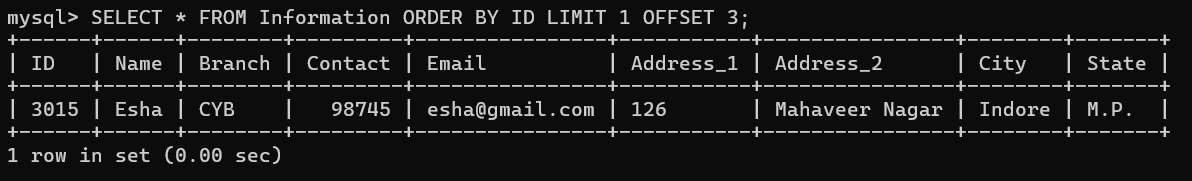 mysql> SELECT * FROM Information ORDER BY ID LIMIT 1 OFFSET 3;
+------+------+--------+---------+----------------+-----------+----------------+--------+-------+
| ID   | Name | Branch | Contact | Email          | Address_1 | Address_2      | City   | State |
+------+------+--------+---------+----------------+-----------+----------------+--------+-------+
| 3015 | Esha | CYB    |   98745 | esha@gmail.com | 126       | Mahaveer Nagar | Indore | M.P.  |
+------+------+--------+---------+----------------+-----------+----------------+--------+-------+
1 row in set (0.00 sec)